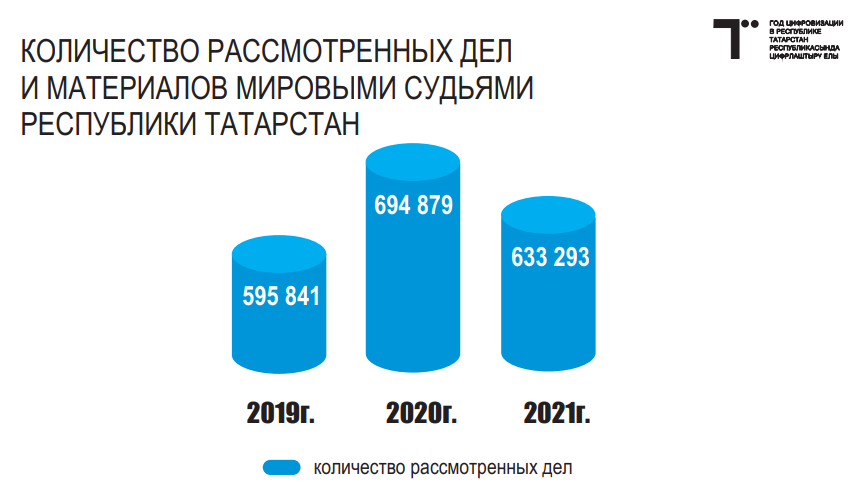 КОЛИЧЕСТВО РАССМОТРЕННЫХ ДЕЛ
И МАТЕРИАЛОВ МИРОВЫМИ СУДЬЯМИ
РЕСПУБЛИКИ ТАТАРСТАН
ГОД ЦИФРОВИЗАЦИИ
В РЕСПУБЛИКЕ
ТАТАРСТАН
РЕСПУБЛИКАСЫНДА
ЦИФРЛАШТЫРУ ЕЛЫ
694 879
633 293
595 841
2019г.
2020г.
2021г.
количество рассмотренных дел